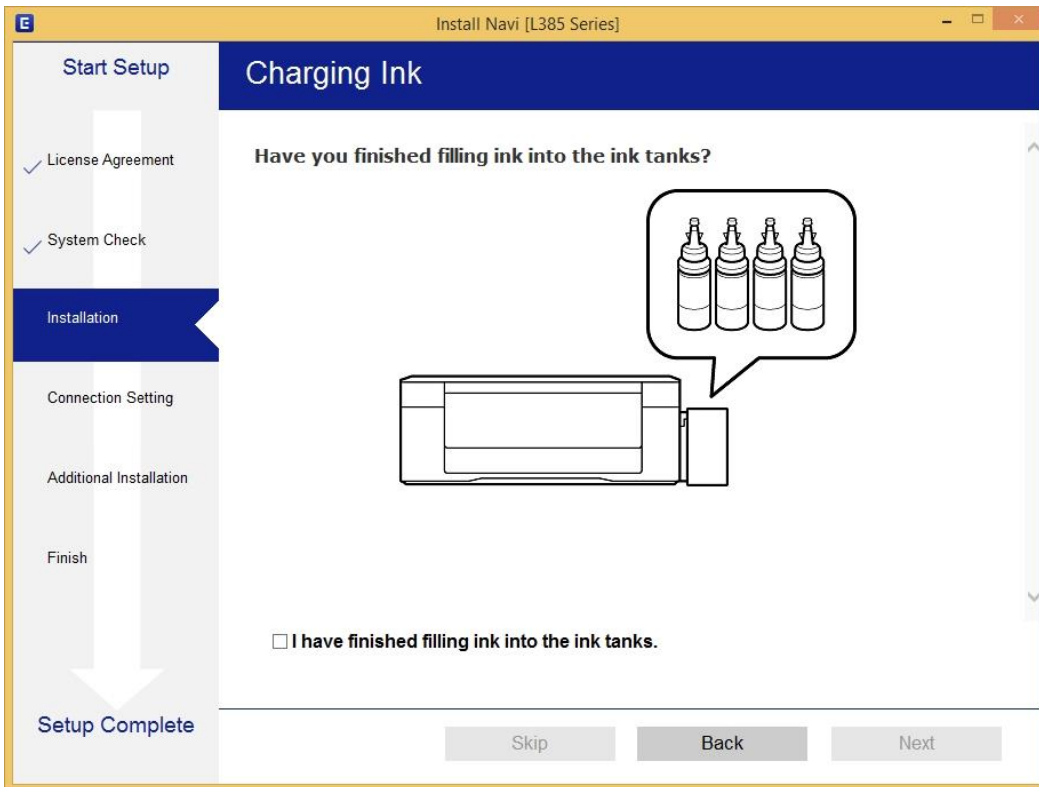 E
Install Navi [L385 Series]
Start Setup
Charging Ink
License Agreement
Have you finished filling ink into the ink tanks?
System Check
Installation
Connection Setting
Additional Installation
Finish
I have finished filling ink into the ink tanks.
Setup Complete
Skip
Back
Next